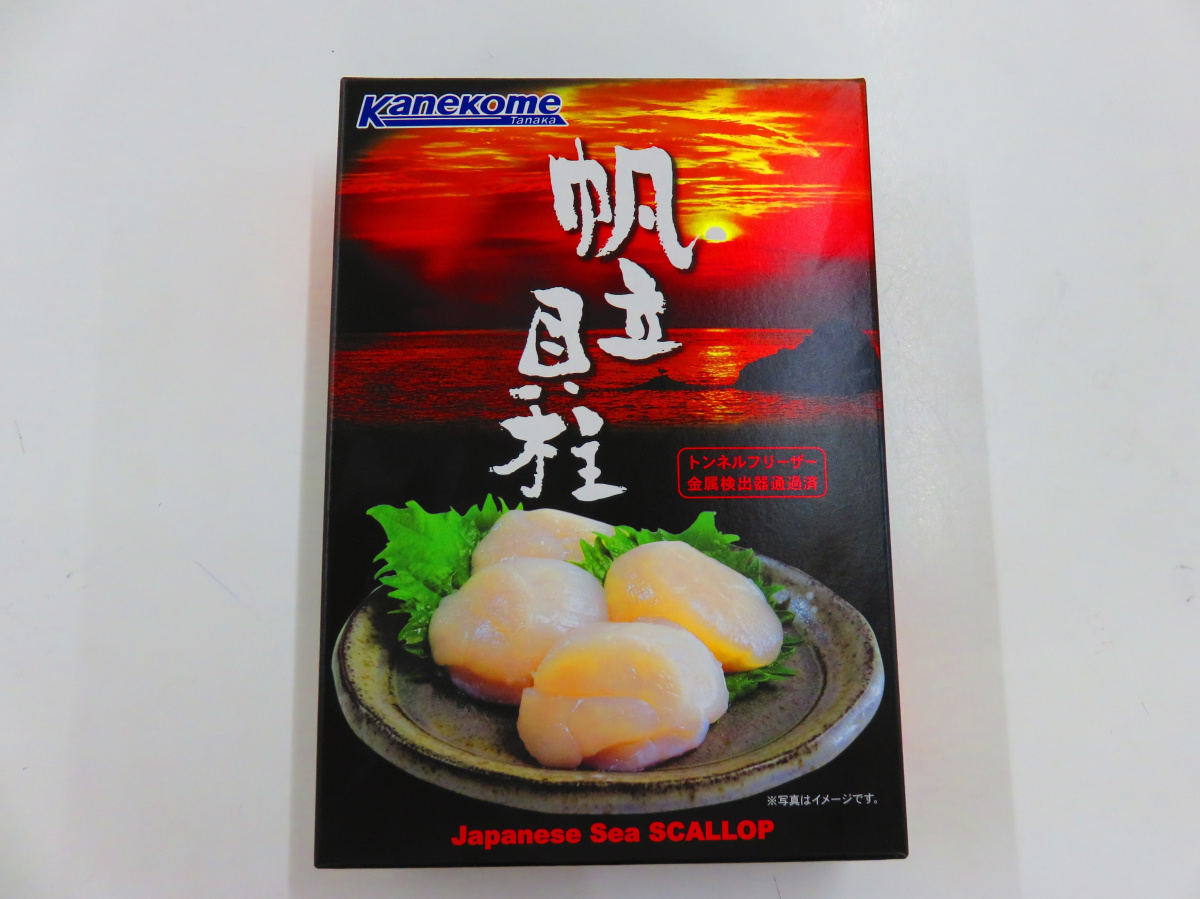 Kanekome
Tanaka
帆立
貝柱
トンネルフリーザー
金属検出器通過済
※写真はイメージです。
Japanese Sea SCALLOP